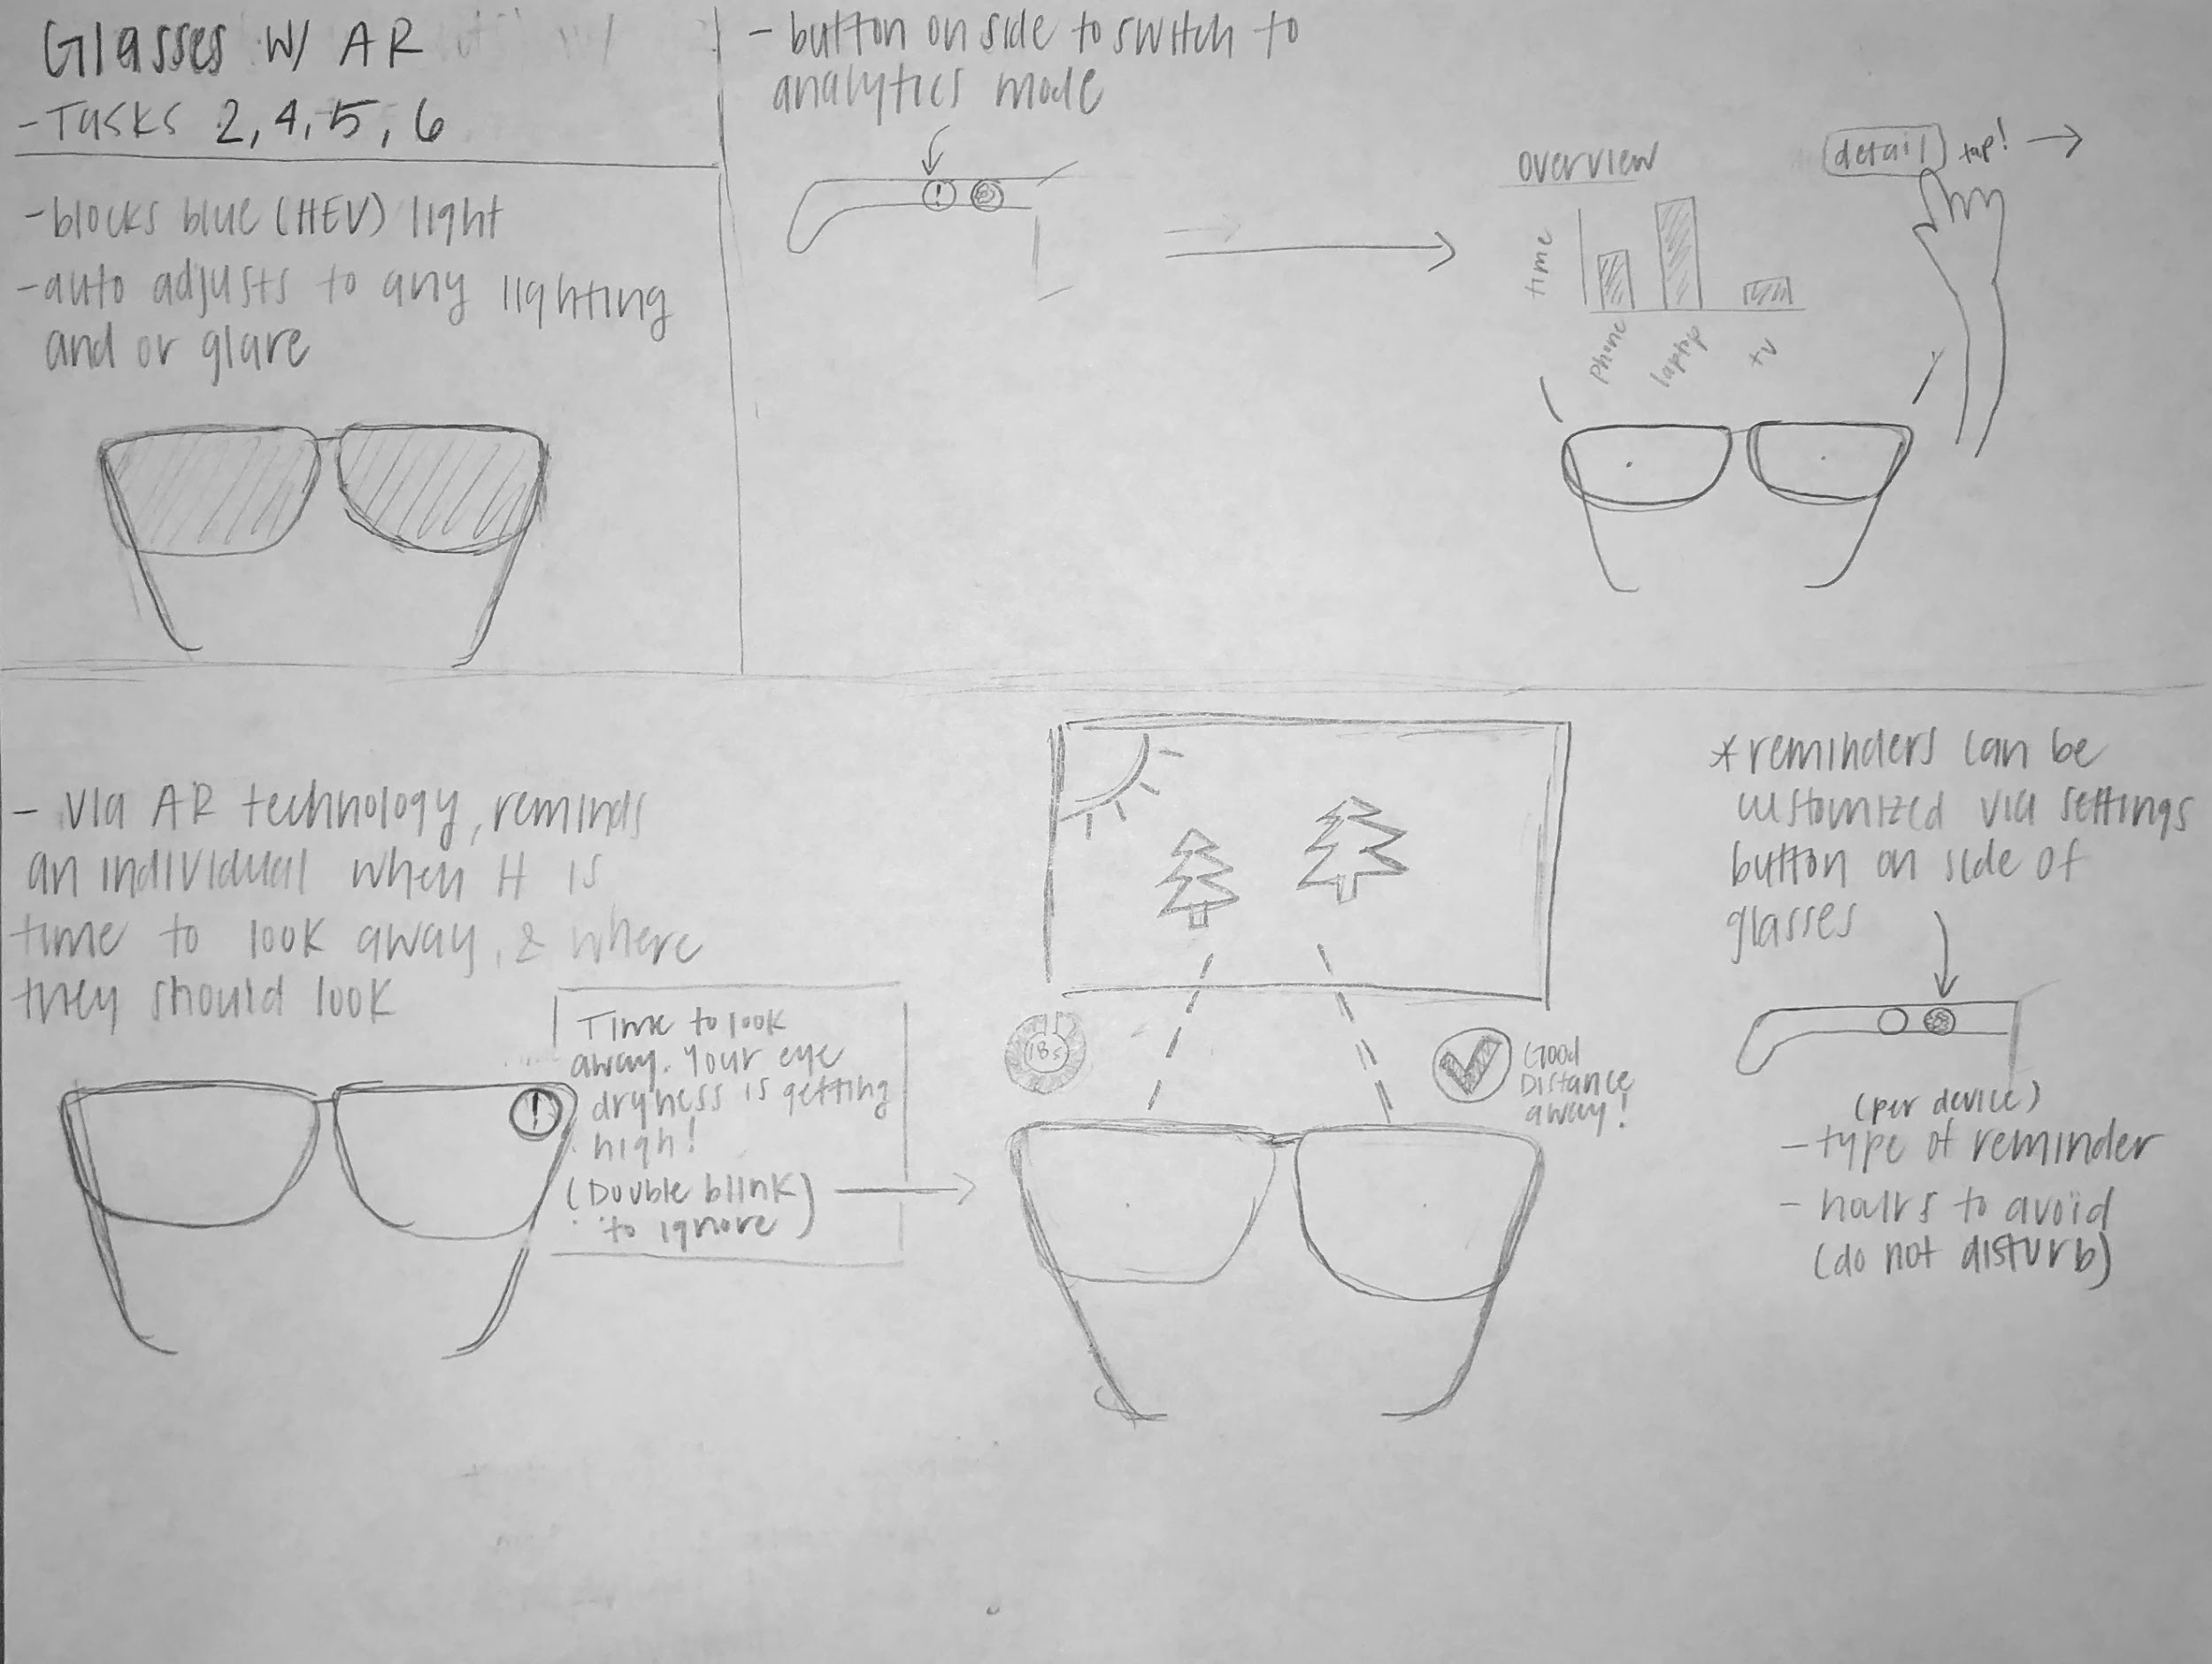 Glasses w/ AR
- Tasks 2, 4, 5, 6
- blocks blue (HEV) light
- auto adjusts to any lighting
and or glare
- button on side to switch to
analytics mode
!
overview
time
phone
laptop
tv
detail
tap!
- via AR technology, reminds
an individual when it is
time to look away, & where
they should look
!
Time to look
away. Your eye
dryness is getting
high!
(Double blink
to ignore)
18s
Good
Distance
away!
* reminders can be
customized via settings
button on side of
glasses
(per device)
- type of reminder
- hours to avoid
(do not disturb)